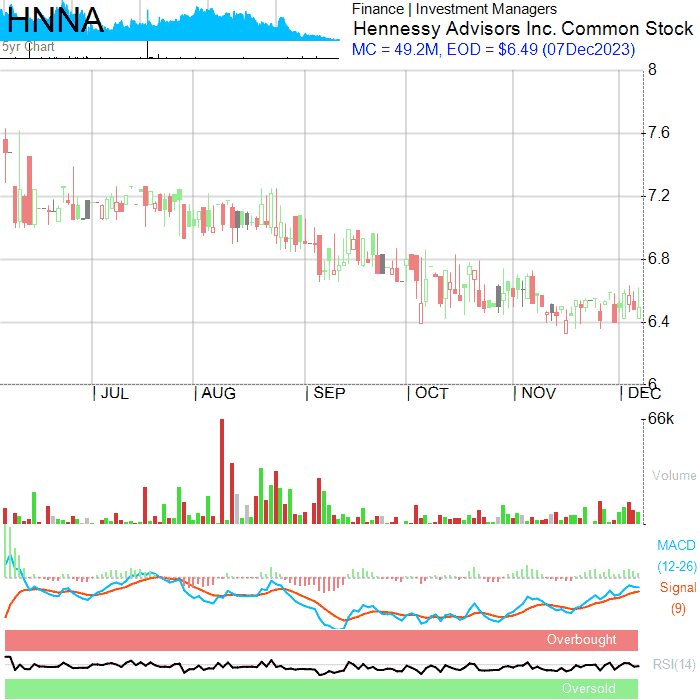 HNNA
5yr Chart
Finance | Investment Managers
Hennessy Advisors Inc. Common Stock
MC = 49.2M, EOD = $6.49 (07Dec2023)
8
7.6
7.2
6.8
6.4
6
| JUL | AUG | SEP | OCT | NOV | DEC
66k
Volume
MACD
(12-26)
Signal
(9)
Overbought
RSI(14)
Oversold